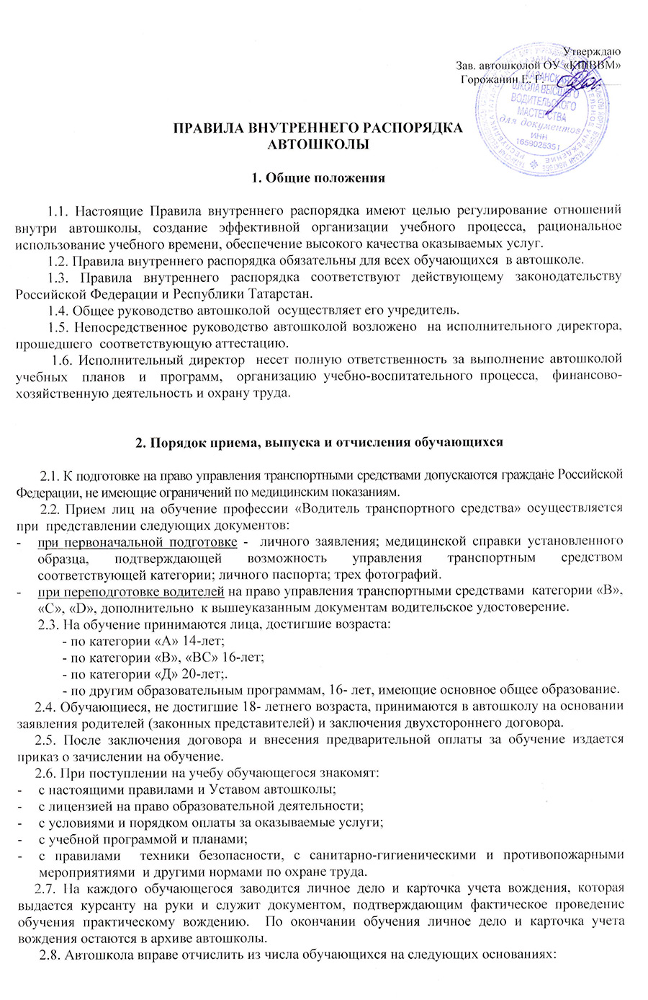 Утверждаю
Зав. автошколой ОУ «КШВВМ»
Горожанин Е. Г.
КАЗАНСКАЯ
ШКОЛА ВЫСШЕГО
ВОДИТЕЛЬСКОГО
МАСТЕРСТВА
для документов
ИНН
1659025351
ПРАВИЛА ВНУТРЕННЕГО РАСПОРЯДКА
АВТОШКОЛЫ
1. Общие положения
1.1. Настоящие Правила внутреннего распорядка имеют целью регулирование отношений
внутри автошколы, создание эффективной организации учебного процесса, рациональное
использование учебного времени, обеспечение высокого качества оказываемых услуг.
1.2. Правила внутреннего распорядка обязательны для всех обучающихся в автошколе.
1.3. Правила внутреннего распорядка соответствуют действующему законодательству
Российской Федерации и Республики Татарстан.
1.4. Общее руководство автошколой осуществляет его учредитель.
1.5. Непосредственное руководство автошколой возложено на исполнительного директора,
прошедшего соответствующую аттестацию.
1.6. Исполнительный директор несет полную ответственность за выполнение автошколой
учебных планов и программ, организацию учебно-воспитательного процесса, финансово-
хозяйственную деятельность и охрану труда.
2. Порядок приема, выпуска и отчисления обучающихся
2.1. К подготовке на право управления транспортными средствами допускаются граждане Российской
Федерации, не имеющие ограничений по медицинским показаниям.
2.2. Прием лиц на обучение профессии «Водитель транспортного средства» осуществляется
при представлении следующих документов:
- при первоначальной подготовке - личного заявления; медицинской справки установленного
образца, подтверждающей возможность управления транспортным средством
соответствующей категории; личного паспорта; трех фотографий.
- при переподготовке водителей на право управления транспортными средствами категории «В»,
«С», «D», дополнительно к вышеуказанным документам водительское удостоверение.
2.3. На обучение принимаются лица, достигшие возраста:
- по категории «А» 14-лет;
- по категории «В», «ВС» 16-лет;
- по категории «Д» 20-лет;.
- по другим образовательным программам, 16- лет, имеющие основное общее образование.
2.4. Обучающиеся, не достигшие 18- летнего возраста, принимаются в автошколу на основании
заявления родителей (законных представителей) и заключения двухстороннего договора.
2.5. После заключения договора и внесения предварительной оплаты за обучение издается
приказ о зачислении на обучение.
2.6. При поступлении на учебу обучающегося знакомят:
- с настоящими правилами и Уставом автошколы;
- с лицензией на право образовательной деятельности;
- с условиями и порядком оплаты за оказываемые услуги;
- с учебной программой и планами;
- с правилами техники безопасности, с санитарно-гигиеническими и противопожарными
мероприятиями и другими нормами по охране труда.
2.7. На каждого обучающегося заводится личное дело и карточка учета вождения, которая
выдается курсанту на руки и служит документом, подтверждающим фактическое проведение
обучения практическому вождению. По окончании обучения личное дело и карточка учета
вождения остаются в архиве автошколы.
2.8. Автошкола вправе отчислить из числа обучающихся на следующих основаниях: